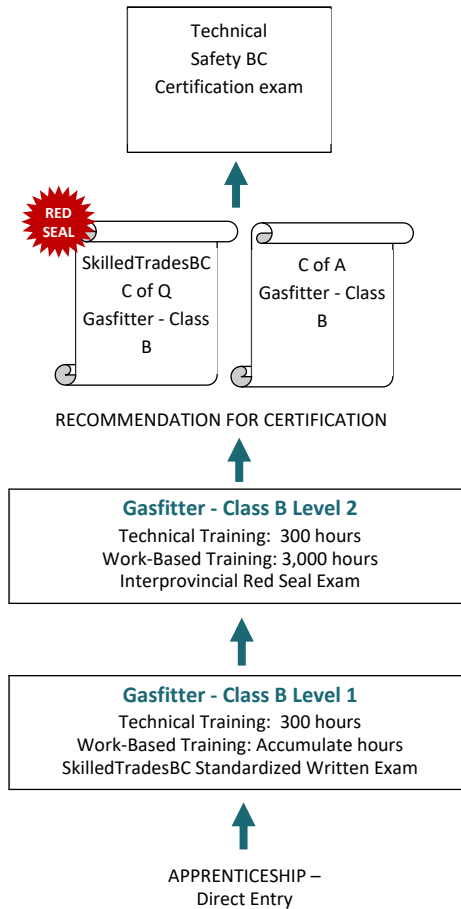 Technical
Safety BC
Certification exam
RED
SEAL
SkilledTradesBC
C of Q
Gasfitter - Class
B
C of A
Gasfitter - Class
B
RECOMMENDATION FOR CERTIFICATION
Gasfitter - Class B Level 2
Technical Training:  300 hours
Work-Based Training: 3,000 hours
Interprovincial Red Seal Exam
Gasfitter - Class B Level 1
Technical Training:  300 hours
Work-Based Training: Accumulate hours
SkilledTradesBC Standardized Written Exam
APPRENTICESHIP –
Direct Entry